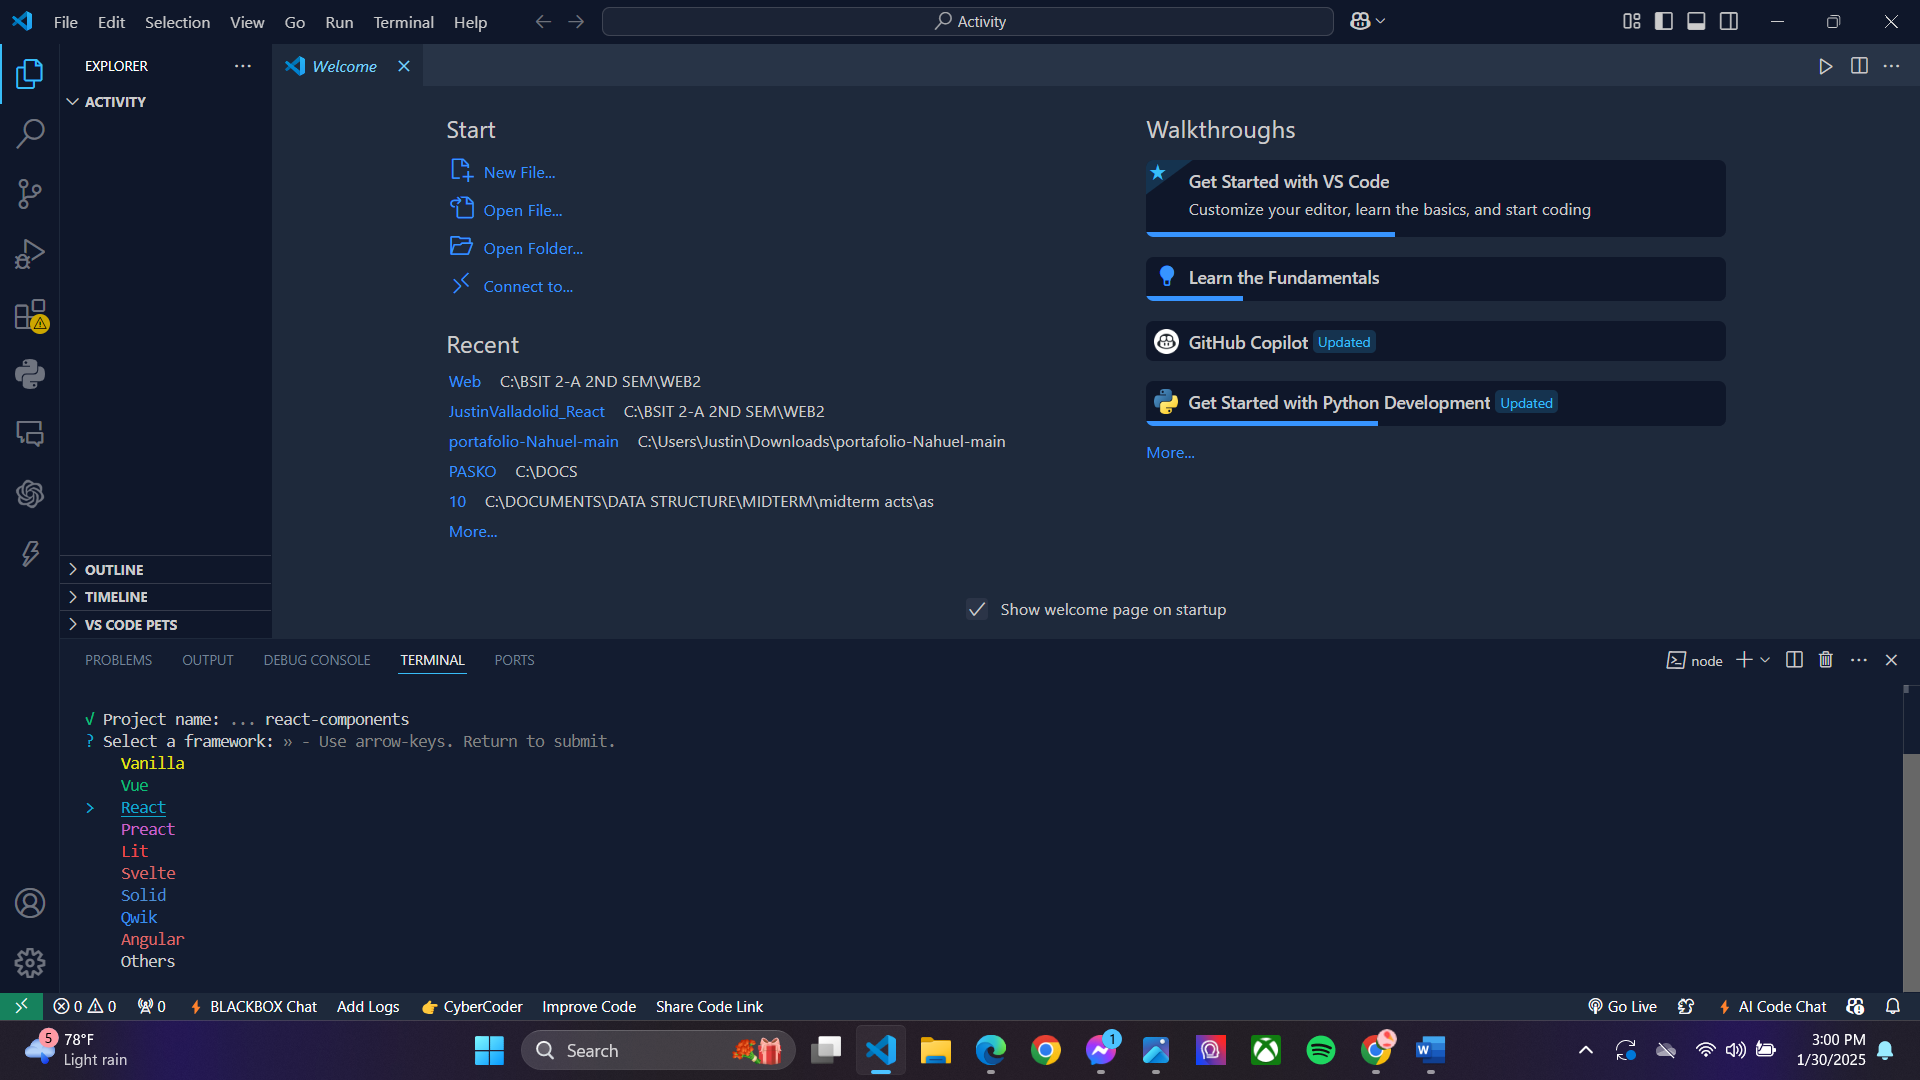 File Edit Selection View Go Run Terminal Help
Activity
EXPLORER
ACTIVITY
OUTLINE
TIMELINE
VS CODE PETS
Welcome
Start
New File...
Open File...
Open Folder...
Connect to...
Recent
Web C:\BSIT 2-A 2ND SEM\WEB2
JustinValladolid_React C:\BSIT 2-A 2ND SEM\WEB2
portafolio-Nahuel-main C:\Users\Justin\Downloads\portafolio-Nahuel-main
PASKO C:\DOCS
10 C:\DOCUMENTS\DATA STRUCTURE\MIDTERM\midterm acts\as
More...
Walkthroughs
Get Started with VS Code
Customize your editor, learn the basics, and start coding
Learn the Fundamentals
GitHub Copilot Updated
Get Started with Python Development Updated
More...
Show welcome page on startup
PROBLEMS OUTPUT DEBUG CONSOLE TERMINAL PORTS
node
√ Project name: ... react-components
? Select a framework: » - Use arrow-keys. Return to submit.
Vanilla
Vue
> React
Preact
Lit
Svelte
Solid
Qwik
Angular
Others
0 0 0 BLACKBOX Chat Add Logs CyberCoder Improve Code Share Code Link
Go Live AI Code Chat
5
78°F
Light rain
Search
1
3:00 PM
1/30/2025